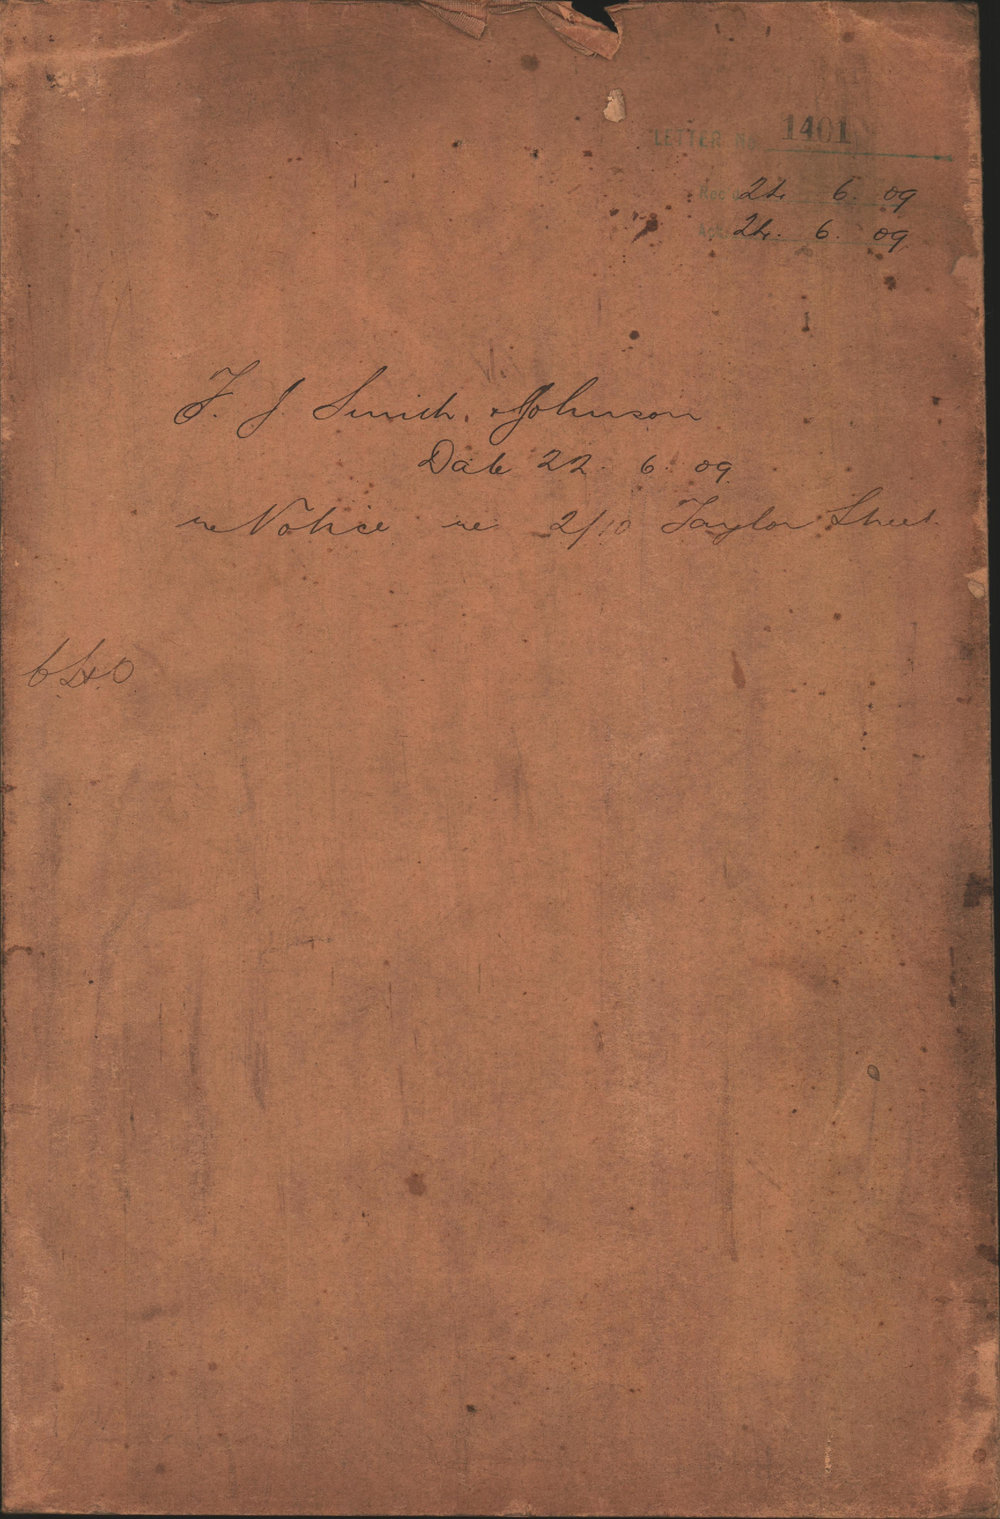 LETTER No. 1401
Rec'd 24. 6. 09
Ack. 24. 6. 09
F. J. Smith, & Johnson
Date 22. 6. 09
re Notice re 2/10 Taylor Street.